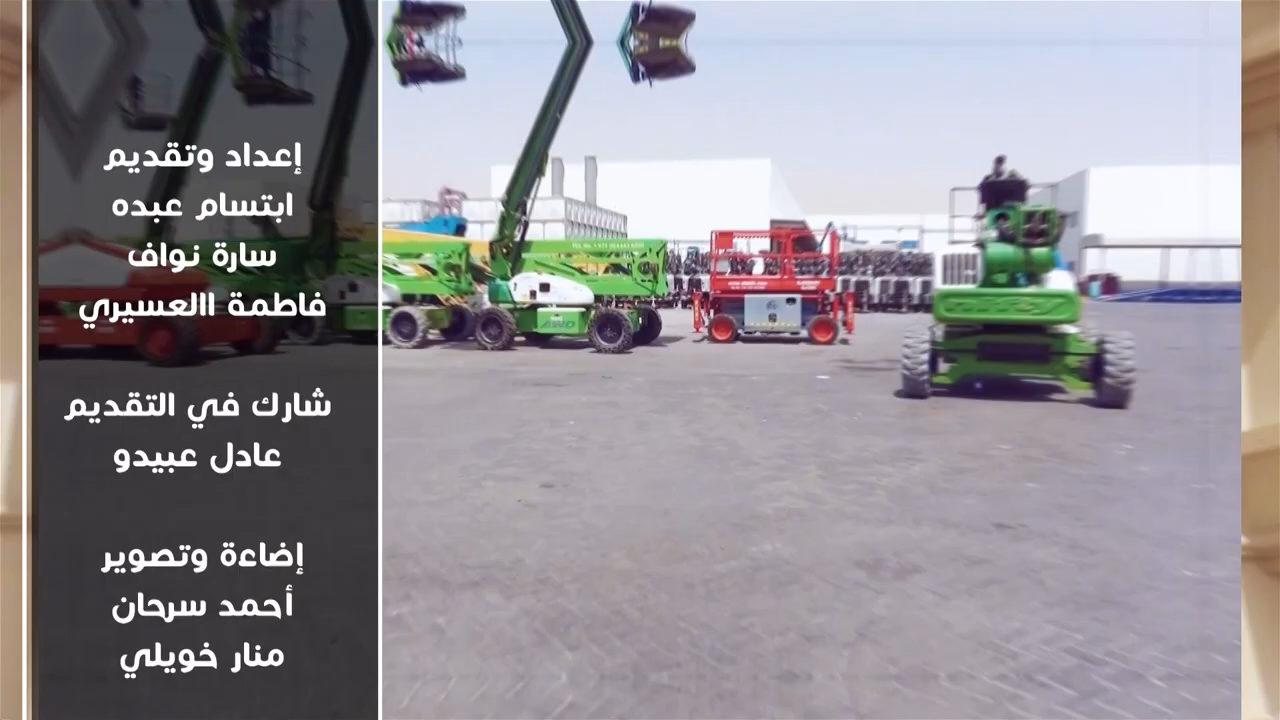 إعداد وتقديم
ابتسام عبده
سارة نواف
فاطمة االعسيري
شارك في التقديم
عادل عبيدو
إضاءة وتصوير
أحمد سرحان
منار خويلي